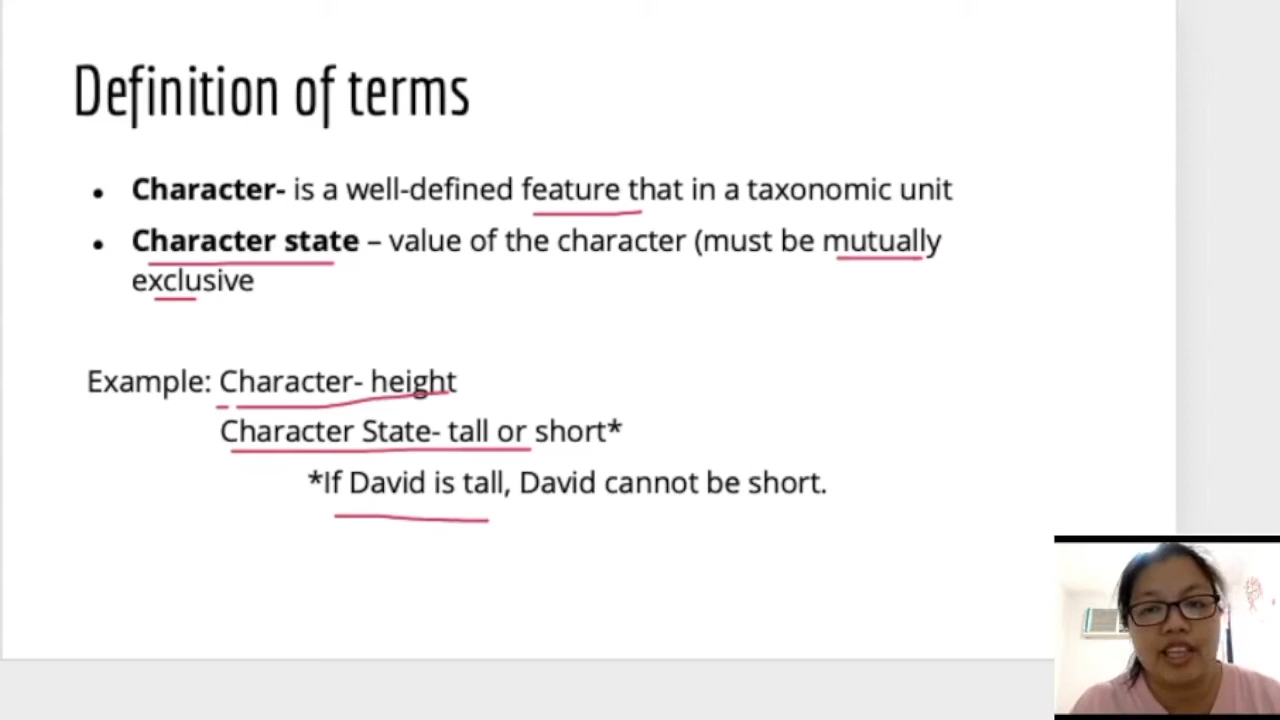 Definition of terms
• Character- is a well-defined feature that in a taxonomic unit
• Character state – value of the character (must be mutually
exclusive
Example: Character- height
Character State- tall or short*
*If David is tall, David cannot be short.